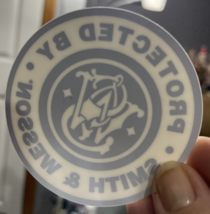 PROTECTED BY
SMITH & WESSON